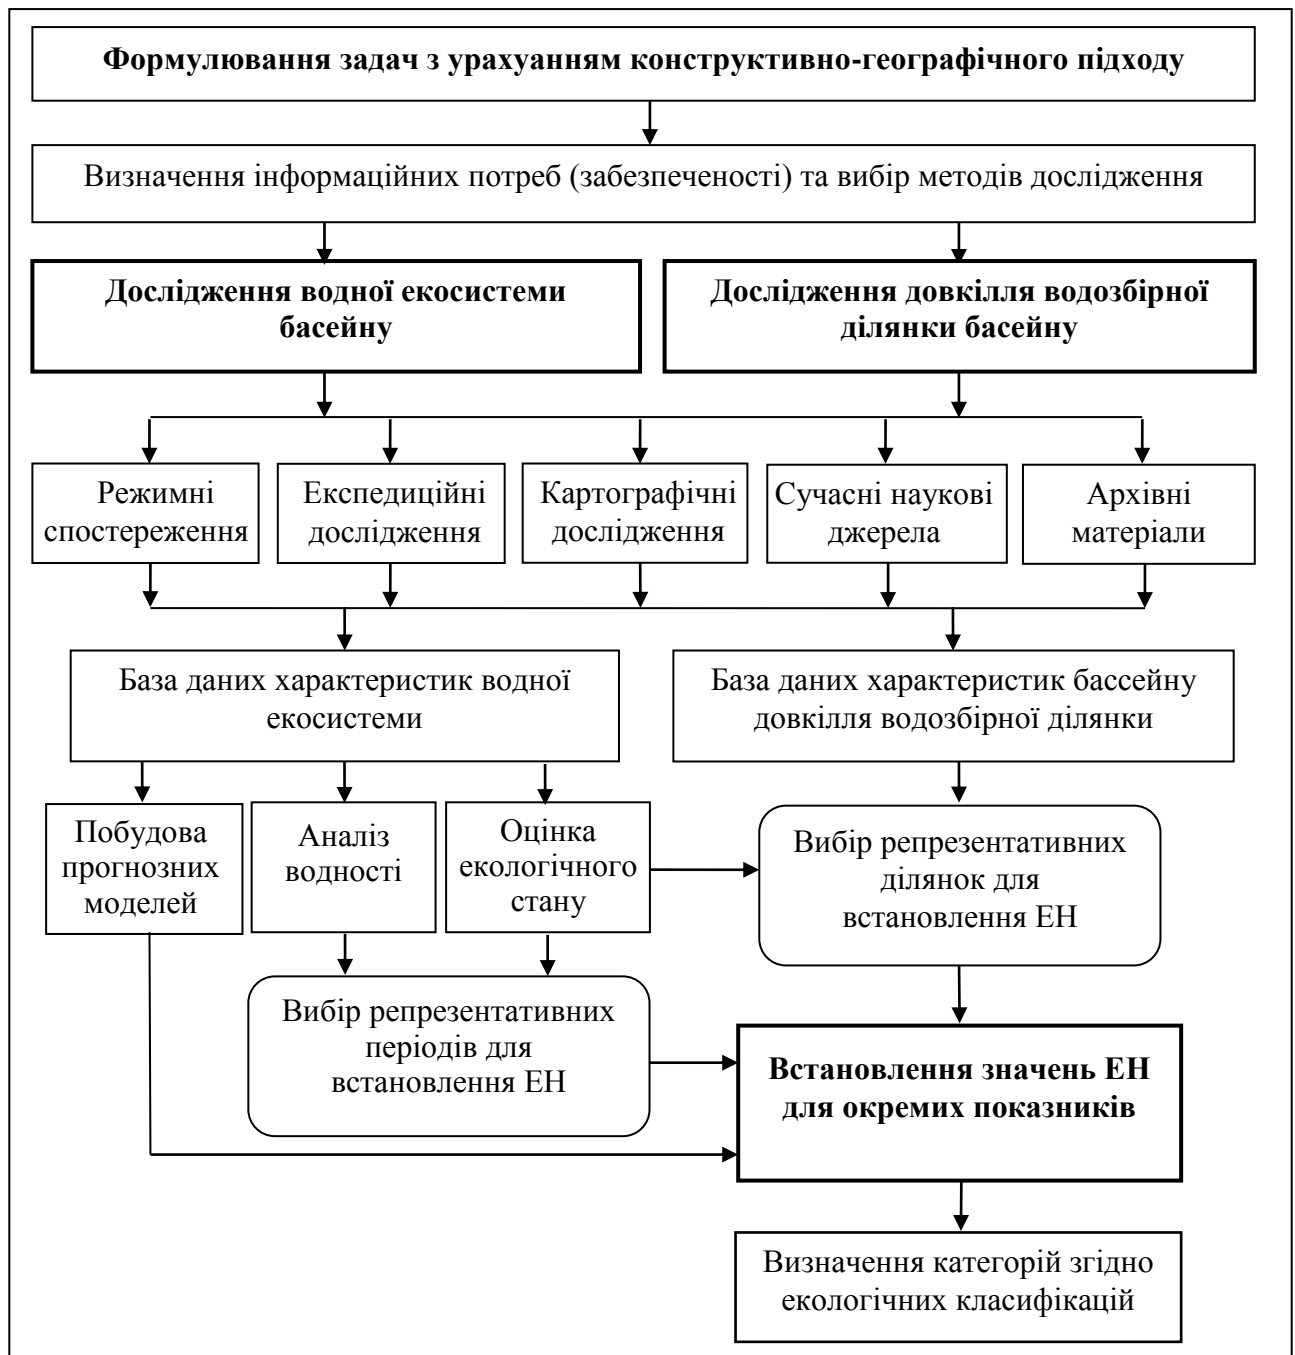 Формулювання задач з урахуанням конструктивно-географічного підходу
Визначення інформаційних потреб (забезпеченості) та вибір методів дослідження
Дослідження водної екосистеми
басейну
Дослідження довкілля водозбірної
ділянки басейну
Режимні
спостереження
Експедиційні
дослідження
Картографічні
дослідження
Сучасні наукові
джерела
Архівні
матеріали
База даних характеристик водної
екосистеми
База даних характеристик бассейну
довкілля водозбірної ділянки
Побудова
прогнозних
моделей
Аналіз
водності
Оцінка
екологічного
стану
Вибір репрезентативних
ділянок для
встановлення ЕН
Вибір репрезентативних
періодів для
встановлення ЕН
Встановлення значень ЕН
для окремих показників
Визначення категорій згідно
екологічних класифікацій